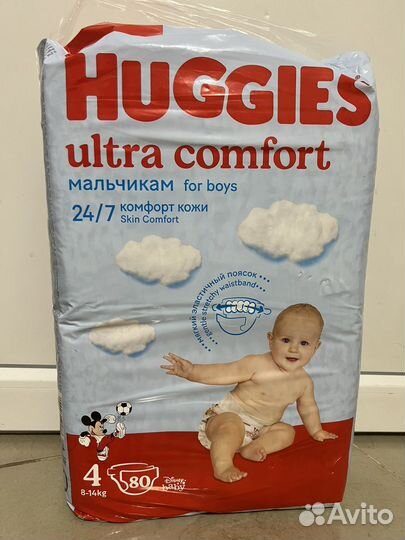 HUGGIES
ultra comfort
мальчикам for boys
24/7 комфорт кожи
Skin Comfort
мягкий эластичный поясок
gentle stretchy waistband
4
8-14kg
80
Disney baby
Avito